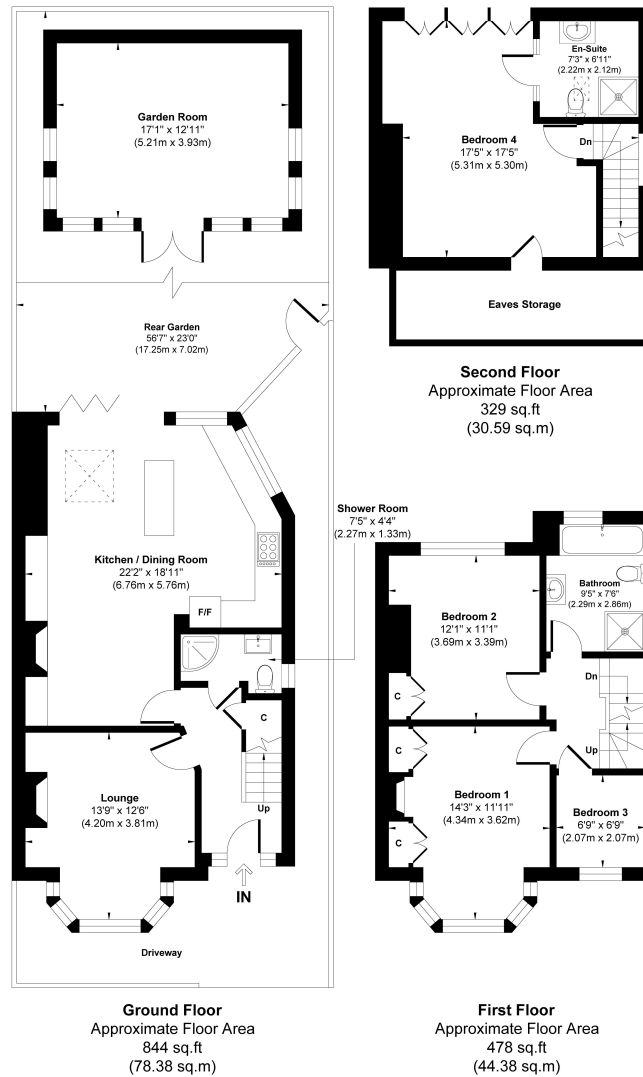 Garden Room
17'1" x 12'11"
(5.21m x 3.93m)
Rear Garden
56'7" x 23'0"
(17.25m x 7.02m)
Kitchen / Dining Room
22'2" x 18'11"
(6.76m x 5.76m)
F/F
Shower Room
7'5" x 4'4"
(2.27m x 1.33m)
C
Up
Lounge
13'9" x 12'6"
(4.20m x 3.81m)
IN
Driveway
Ground Floor
Approximate Floor Area
844 sq.ft
(78.38 sq.m)
En-Suite
7'3" x 6'11"
(2.22m x 2.12m)
Bedroom 4
17'5" x 17'5"
(5.31m x 5.30m)
Dn
Eaves Storage
Second Floor
Approximate Floor Area
329 sq.ft
(30.59 sq.m)
Bathroom
9'5" x 7'6"
(2.29m x 2.86m)
Bedroom 2
12'1" x 11'1"
(3.69m x 3.39m)
C
Dn
Up
C
Bedroom 1
14'3" x 11'11"
(4.34m x 3.62m)
C
Bedroom 3
6'9" x 6'9"
(2.07m x 2.07m)
First Floor
Approximate Floor Area
478 sq.ft
(44.38 sq.m)